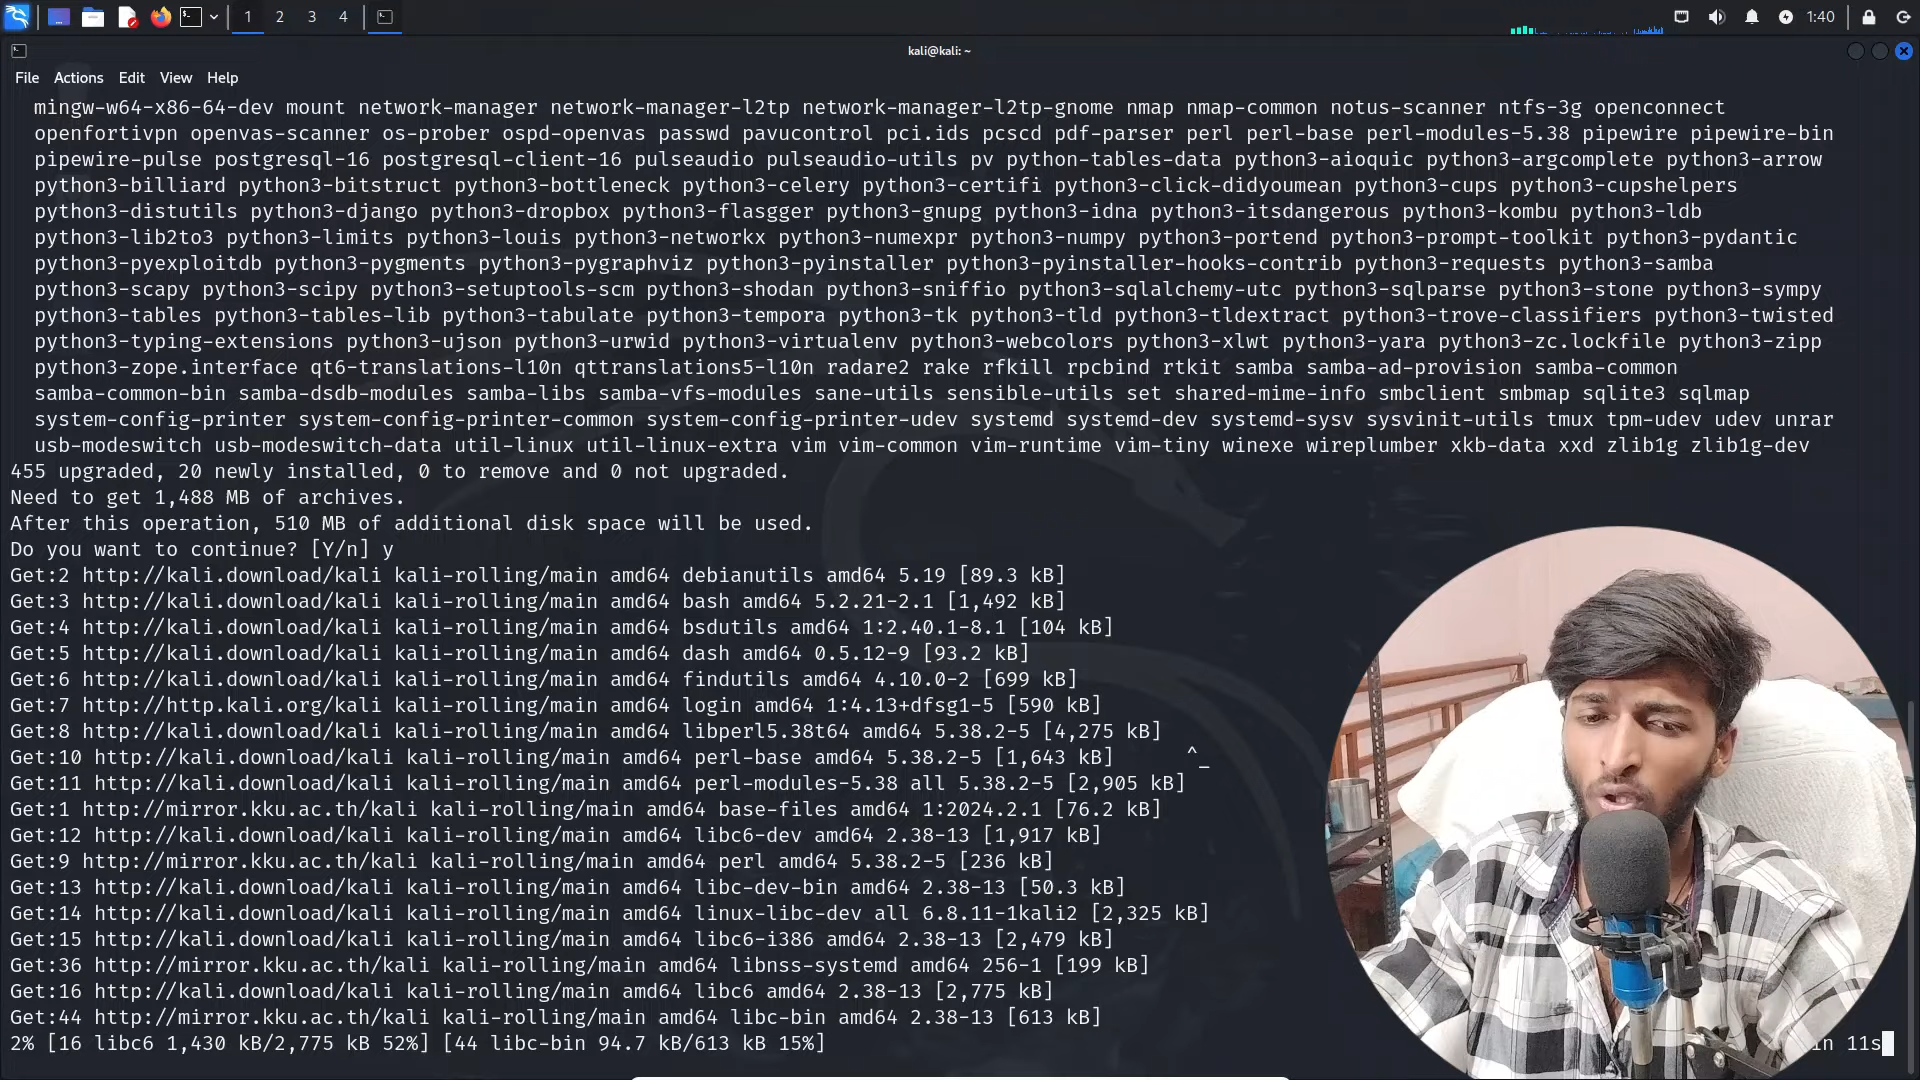 1 2 3 4
1:40
kali@kali: ~
File Actions Edit View Help
mingw-w64-x86-64-dev mount network-manager network-manager-l2tp network-manager-l2tp-gnome nmap nmap-common notus-scanner ntfs-3g openconnect
openfortivpn openvas-scanner os-prober ospd-openvas passwd pavucontrol pci.ids pcscd pdf-parser perl perl-base perl-modules-5.38 pipewire pipewire-bin
pipewire-pulse postgresql-16 postgresql-client-16 pulseaudio pulseaudio-utils pv python-tables-data python3-aioquic python3-argcomplete python3-arrow
python3-billiard python3-bitstruct python3-bottleneck python3-celery python3-certifi python3-click-didyoumean python3-cups python3-cupshelpers
python3-distutils python3-django python3-dropbox python3-flasgger python3-gnupg python3-idna python3-itsdangerous python3-kombu python3-ldb
python3-lib2to3 python3-limits python3-louis python3-networkx python3-numexpr python3-numpy python3-portend python3-prompt-toolkit python3-pydantic
python3-pyexploitdb python3-pygments python3-pygraphviz python3-pyinstaller python3-pyinstaller-hooks-contrib python3-requests python3-samba
python3-scapy python3-scipy python3-setuptools-scm python3-shodan python3-sniffio python3-sqlalchemy-utc python3-sqlparse python3-stone python3-sympy
python3-tables python3-tables-lib python3-tabulate python3-tempora python3-tk python3-tld python3-tldextract python3-trove-classifiers python3-twisted
python3-typing-extensions python3-ujson python3-urwid python3-virtualenv python3-webcolors python3-xlwt python3-yara python3-zc.lockfile python3-zipp
python3-zope.interface qt6-translations-l10n qttranslations5-l10n radare2 rake rfkill rpcbind rtkit samba samba-ad-provision samba-common
samba-common-bin samba-dsdb-modules samba-libs samba-vfs-modules sane-utils sensible-utils set shared-mime-info smbclient smbmap sqlite3 sqlmap
system-config-printer system-config-printer-common system-config-printer-udev systemd systemd-dev systemd-sysv sysvinit-utils tmux tpm-udev udev unrar
usb-modeswitch usb-modeswitch-data util-linux util-linux-extra vim vim-common vim-runtime vim-tiny winexe wireplumber xkb-data xxd zlib1g zlib1g-dev
455 upgraded, 20 newly installed, 0 to remove and 0 not upgraded.
Need to get 1,488 MB of archives.
After this operation, 510 MB of additional disk space will be used.
Do you want to continue? [Y/n] y
Get:2 http://kali.download/kali kali-rolling/main amd64 debianutils amd64 5.19 [89.3 kB]
Get:3 http://kali.download/kali kali-rolling/main amd64 bash amd64 5.2.21-2.1 [1,492 kB]
Get:4 http://kali.download/kali kali-rolling/main amd64 bsdutils amd64 1:2.40.1-8.1 [104 kB]
Get:5 http://kali.download/kali kali-rolling/main amd64 dash amd64 0.5.12-9 [93.2 kB]
Get:6 http://kali.download/kali kali-rolling/main amd64 findutils amd64 4.10.0-2 [699 kB]
Get:7 http://http.kali.org/kali kali-rolling/main amd64 login amd64 1:4.13+dfsg1-5 [590 kB]
Get:8 http://kali.download/kali kali-rolling/main amd64 libperl5.38t64 amd64 5.38.2-5 [4,275 kB]
Get:10 http://kali.download/kali kali-rolling/main amd64 perl-base amd64 5.38.2-5 [1,643 kB] ^_
Get:11 http://kali.download/kali kali-rolling/main amd64 perl-modules-5.38 all 5.38.2-5 [2,905 kB]
Get:1 http://mirror.kku.ac.th/kali kali-rolling/main amd64 base-files amd64 1:2024.2.1 [76.2 kB]
Get:12 http://kali.download/kali kali-rolling/main amd64 libc6-dev amd64 2.38-13 [1,917 kB]
Get:9 http://mirror.kku.ac.th/kali kali-rolling/main amd64 perl amd64 5.38.2-5 [236 kB]
Get:13 http://kali.download/kali kali-rolling/main amd64 libc-dev-bin amd64 2.38-13 [50.3 kB]
Get:14 http://kali.download/kali kali-rolling/main amd64 linux-libc-dev all 6.8.11-1kali2 [2,325 kB]
Get:15 http://kali.download/kali kali-rolling/main amd64 libc6-i386 amd64 2.38-13 [2,479 kB]
Get:36 http://mirror.kku.ac.th/kali kali-rolling/main amd64 libnss-systemd amd64 256-1 [199 kB]
Get:16 http://kali.download/kali kali-rolling/main amd64 libc6 amd64 2.38-13 [2,775 kB]
Get:44 http://mirror.kku.ac.th/kali kali-rolling/main amd64 libc-bin amd64 2.38-13 [613 kB]
2% [16 libc6 1,430 kB/2,775 kB 52%] [44 libc-bin 94.7 kB/613 kB 15%] in 11s